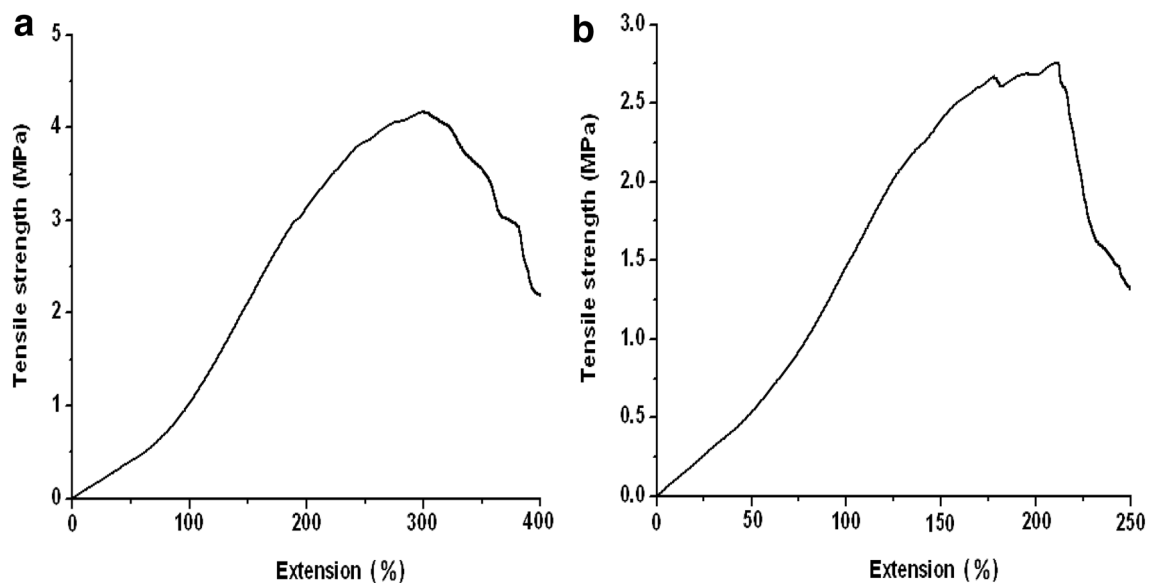 a
5
4
3
2
1
0
Tensile strength (MPa)
0 100 200 300 400
Extension (%)
b
3.0
2.5
2.0
1.5
1.0
0.5
0.0
Tensile strength (MPa)
0 50 100 150 200 250
Extension (%)